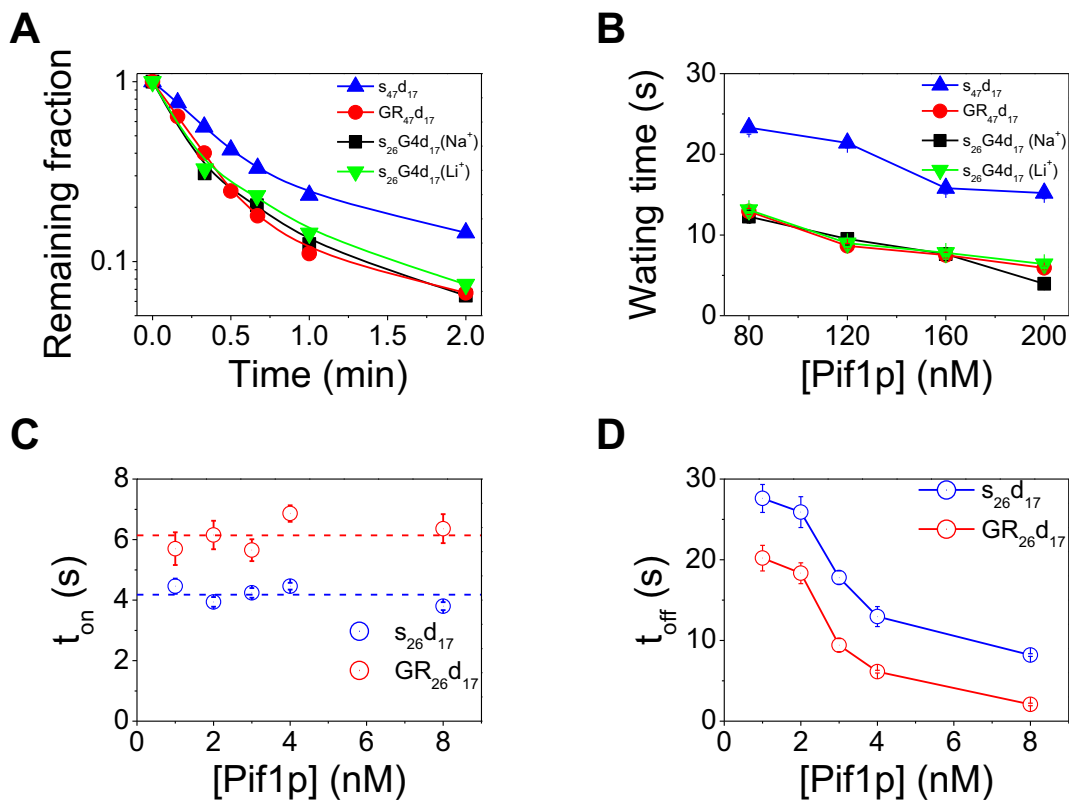 A
Remaining fraction
1
0.1
s47d17
GR47d17
s26G4d17(Na+)
s26G4d17(Li+)
0.0 0.5 1.0 1.5 2.0
Time (min)
B
Wating time (s)
30
20
10
0
s47d17
GR47d17
s26G4d17 (Na+)
s26G4d17 (Li+)
80 120 160 200
[Pif1p] (nM)
C
ton (s)
8
6
4
2
0
s26d17
GR26d17
0 2 4 6 8
[Pif1p] (nM)
D
toff (s)
30
20
10
0
s26d17
GR26d17
0 2 4 6 8
[Pif1p] (nM)